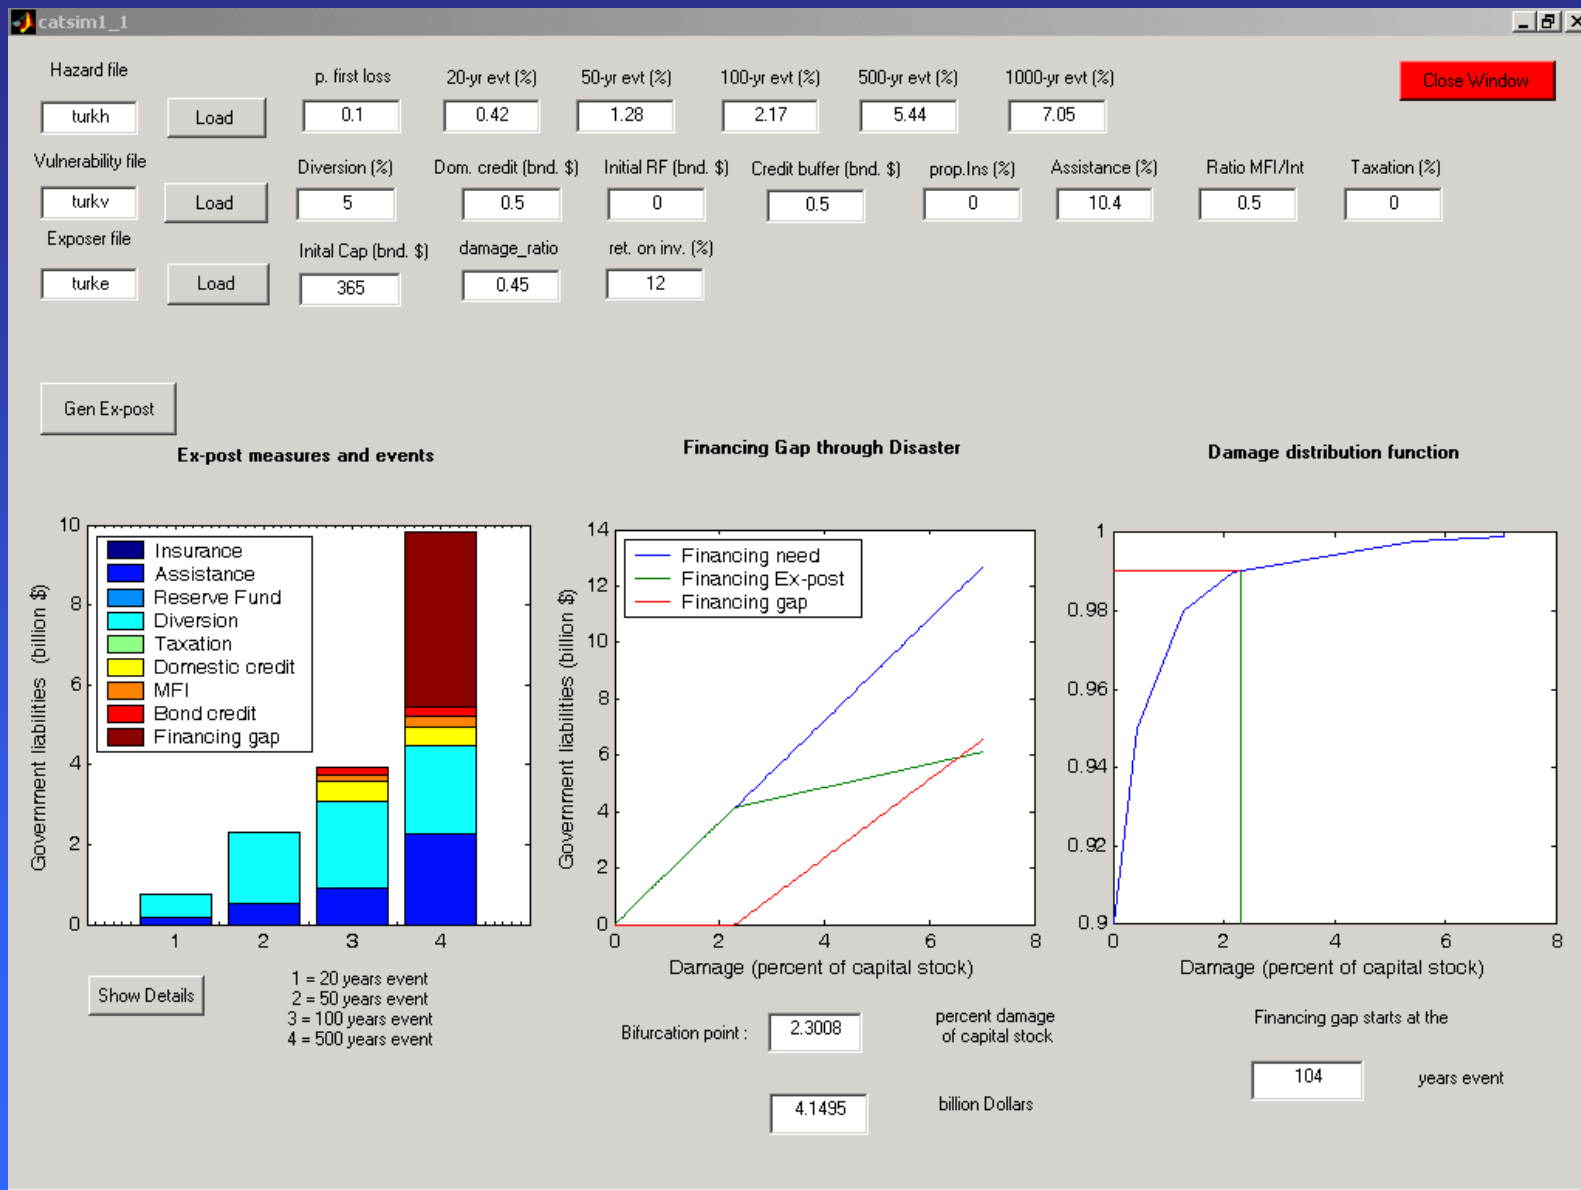 catsim1_1
Hazard file
p. first loss
20-yr evt (%)
50-yr evt (%)
100-yr evt (%)
500-yr evt (%)
1000-yr evt (%)
Close Window
turkh
Load
0.1
0.42
1.28
2.17
5.44
7.05
Vulnerability file
Diversion (%)
Dom. credit (bnd. $)
Initial RF (bnd. $)
Credit buffer (bnd. $)
prop.Ins (%)
Assistance (%)
Ratio MFI/Int
Taxation (%)
turkv
Load
5
0.5
0
0.5
0
10.4
0.5
0
Exposer file
Inital Cap (bnd. $)
damage_ratio
ret. on inv. (%)
turke
Load
365
0.45
12
Gen Ex-post
Ex-post measures and events
Government liabilities (billion $)
10
8
6
4
2
0
Insurance
Assistance
Reserve Fund
Diversion
Taxation
Domestic credit
MFI
Bond credit
Financing gap
1
2
3
4
Show Details
1 = 20 years event
2 = 50 years event
3 = 100 years event
4 = 500 years event
Financing Gap through Disaster
Government liabilities (billion $)
14
12
10
8
6
4
2
0
Financing need
Financing Ex-post
Financing gap
0
2
4
6
8
Damage (percent of capital stock)
Bifurcation point :
2.3008
percent damage
of capital stock
4.1495
billion Dollars
Damage distribution function
1
0.98
0.96
0.94
0.92
0.9
0
2
4
6
8
Damage (percent of capital stock)
Financing gap starts at the
104
years event